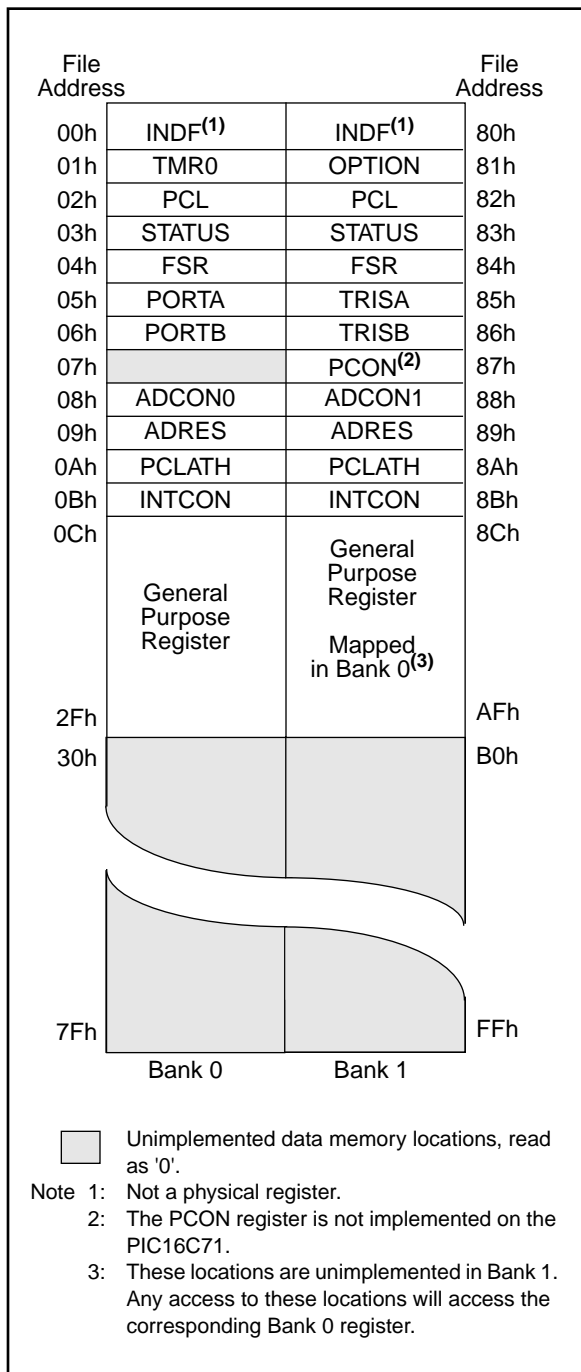 File Address File Address
00h INDF(1) INDF(1) 80h
01h TMR0 OPTION 81h
02h PCL PCL 82h
03h STATUS STATUS 83h
04h FSR FSR 84h
05h PORTA TRISA 85h
06h PORTB TRISB 86h
07h PCON(2) 87h
08h ADCON0 ADCON1 88h
09h ADRES ADRES 89h
0Ah PCLATH PCLATH 8Ah
0Bh INTCON INTCON 8Bh
0Ch 8Ch
General
Purpose
Register
General
Purpose
Register
Mapped
in Bank 0(3)
2Fh AFh
30h B0h
7Fh FFh
Bank 0 Bank 1
Unimplemented data memory locations, read
as '0'.
Note 1: Not a physical register.
2: The PCON register is not implemented on the
PIC16C71.
3: These locations are unimplemented in Bank 1.
Any access to these locations will access the
corresponding Bank 0 register.